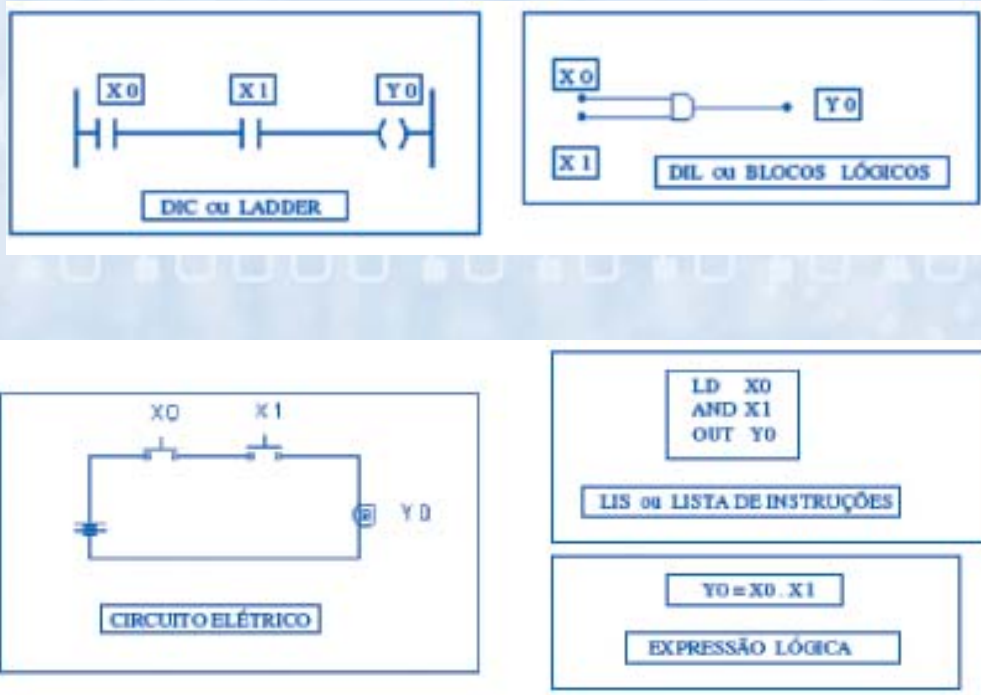 X0 X1 Y0
DIC ou LADDER
X0
Y0
X1
DIL ou BLOCOS LÓGICOS
X0 X1
Y0
CIRCUITO ELÉTRICO
LD X0
AND X1
OUT Y0
LIS ou LISTA DE INSTRUÇÕES
Y0 = X0 . X1
EXPRESSÃO LÓGICA